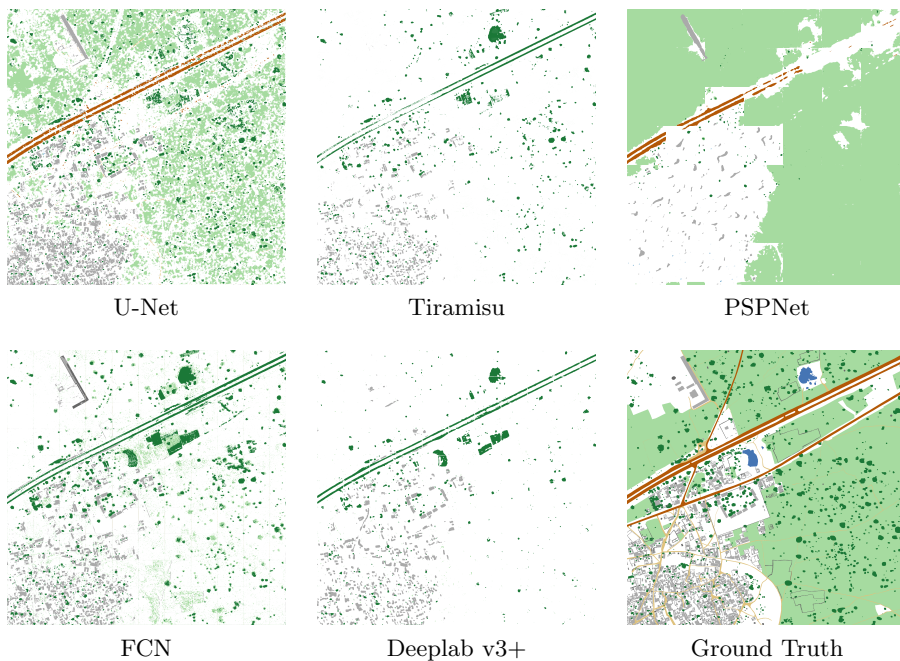 U-Net
Tiramisu
PSPNet
FCN
Deeplab v3+
Ground Truth